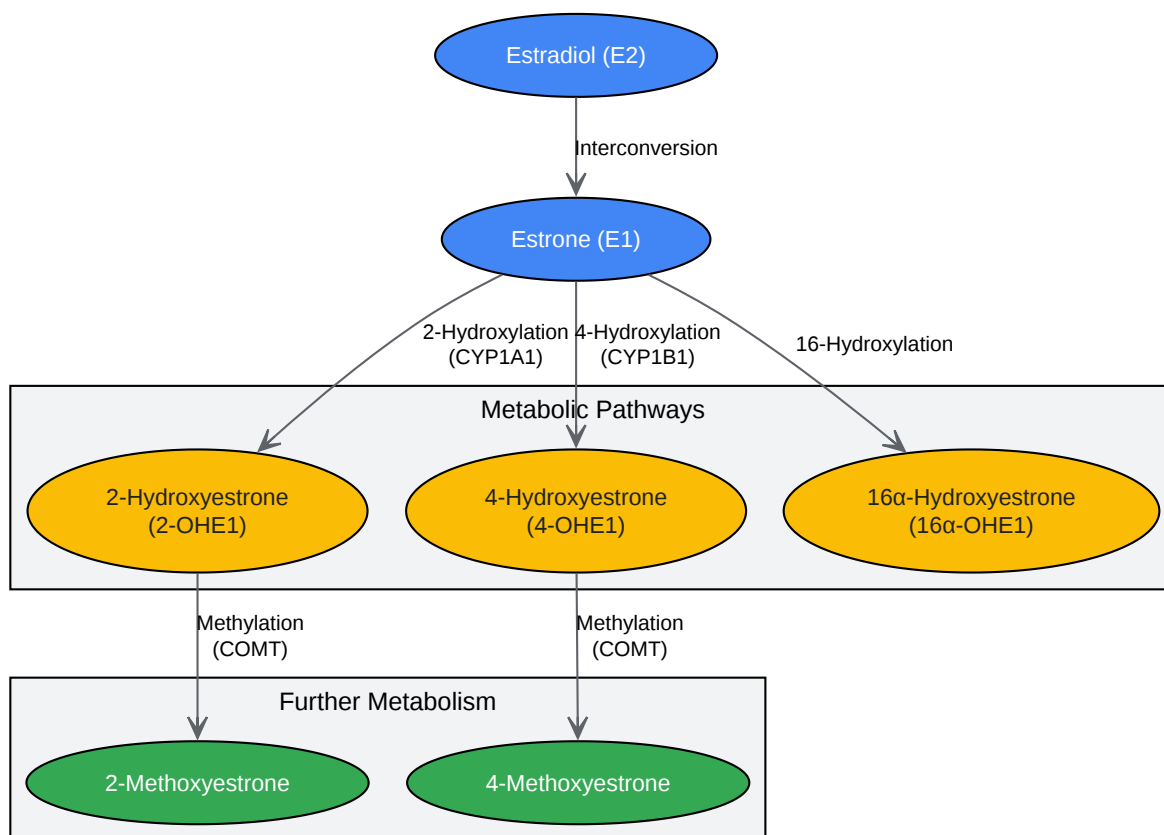 Estradiol (E2)
Interconversion
Estrone (E1)
2-Hydroxylation
(CYP1A1)
4-Hydroxylation
(CYP1B1)
16-Hydroxylation
Metabolic Pathways
2-Hydroxyestrone
(2-OHE1)
4-Hydroxyestrone
(4-OHE1)
16α-Hydroxyestrone
(16α-OHE1)
Methylation
(COMT)
Methylation
(COMT)
Further Metabolism
2-Methoxyestrone
4-Methoxyestrone